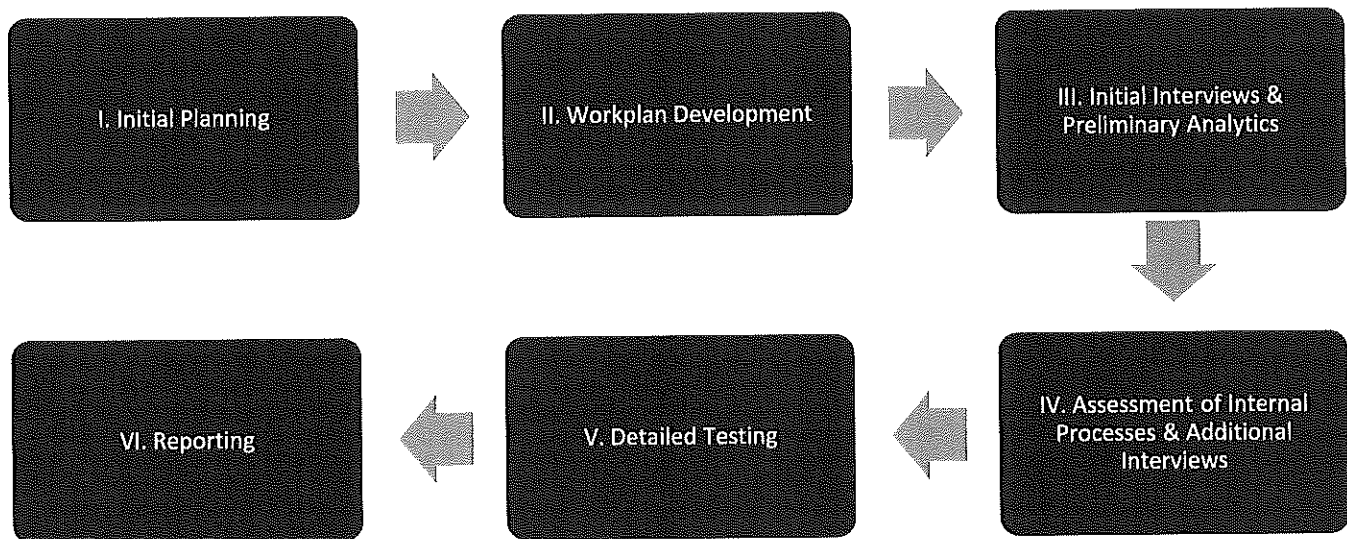 I. Initial Planning
II. Workplan Development
III. Initial Interviews &
Preliminary Analytics
IV. Assessment of Internal
Processes & Additional
Interviews
V. Detailed Testing
VI. Reporting